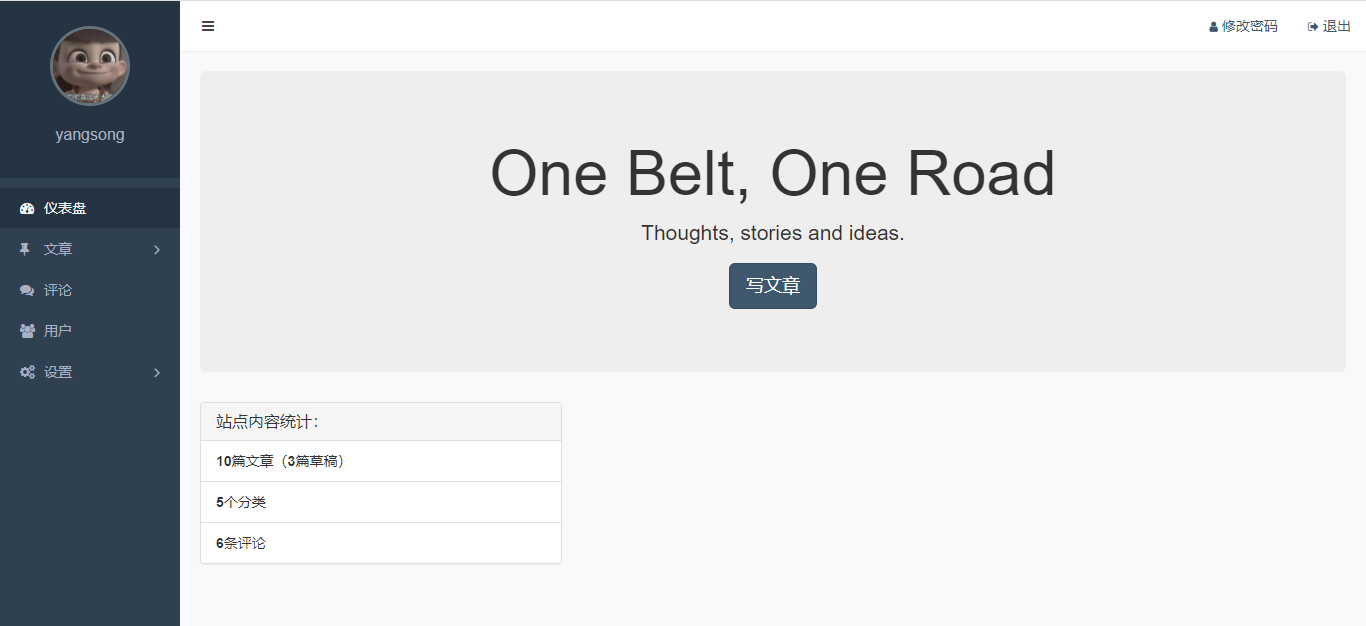 修改密码
退出
yangsong
仪表盘
文章
评论
用户
设置
One Belt, One Road
Thoughts, stories and ideas.
写文章
站点内容统计：
10篇文章（3篇草稿）
5个分类
6条评论